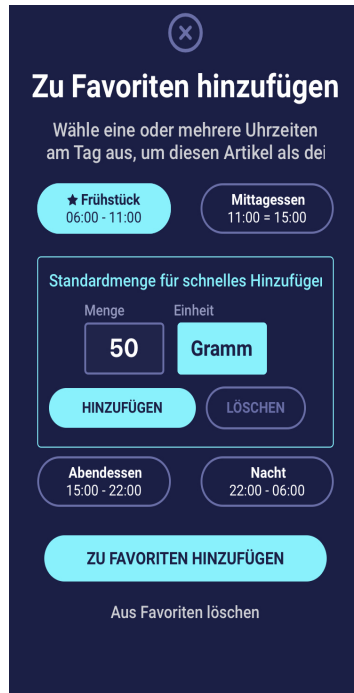 Zu Favoriten hinzufügen
Wähle eine oder mehrere Uhrzeiten
am Tag aus, um diesen Artikel als dei
Frühstück
06:00 - 11:00
Mittagessen
11:00 = 15:00
Standardmenge für schnelles Hinzufüger
Menge
Einheit
50
Gramm
HINZUFÜGEN
LÖSCHEN
Abendessen
15:00 - 22:00
Nacht
22:00 - 06:00
ZU FAVORITEN HINZUFÜGEN
Aus Favoriten löschen